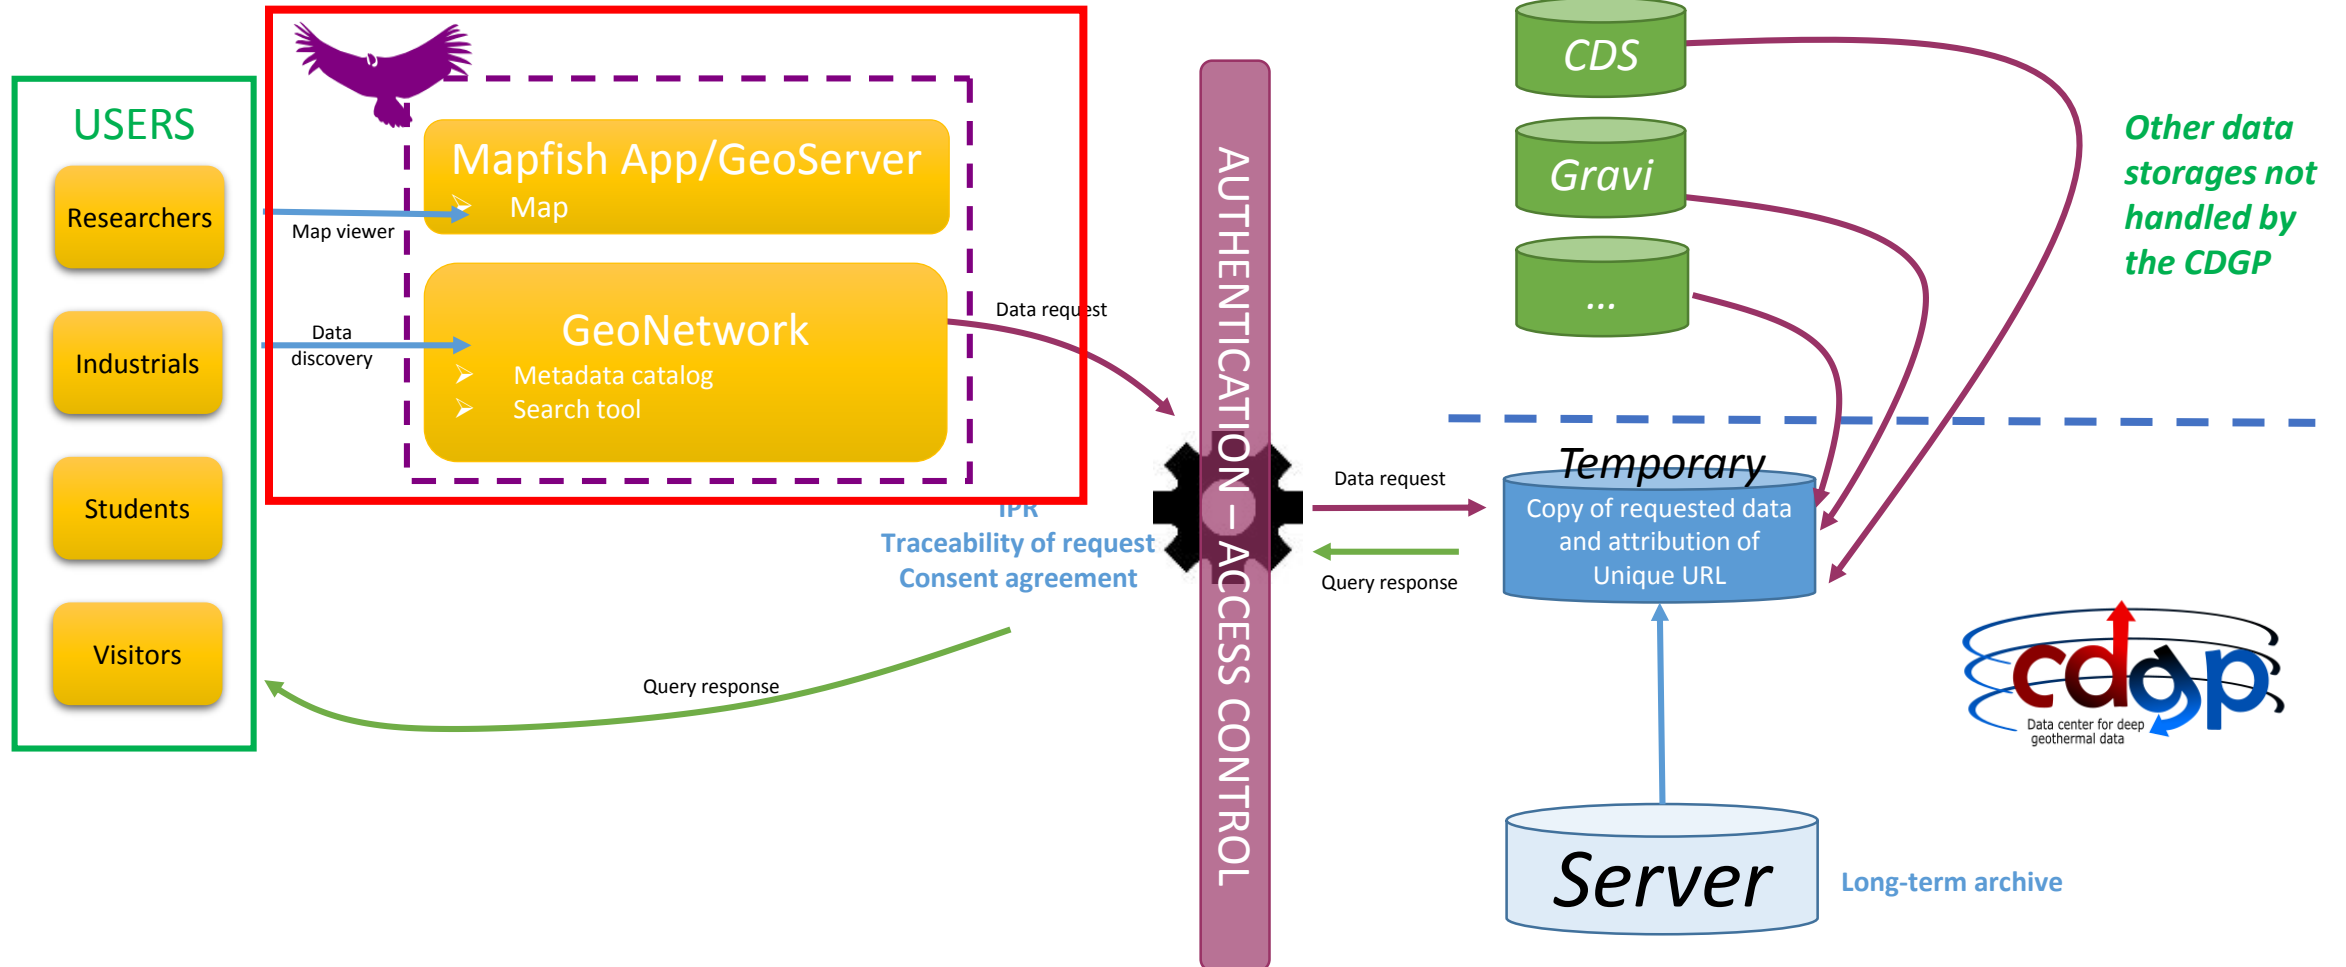 USERS
Researchers
Industrials
Students
Visitors
Map viewer
Data
discovery
Mapfish App/GeoServer
➢ Map
GeoNetwork
➢ Metadata catalog
➢ Search tool
Data request
IPR
Traceability of request
Consent agreement
Query response
AUTHENTICATION – ACCESS CONTROL
Data request
Query response
CDS
Gravi
...
Other data
storages not
handled by
the CDGP
Temporary
Copy of requested data
and attribution of
Unique URL
cdgp
Data center for deep
geothermal data
Server
Long-term archive